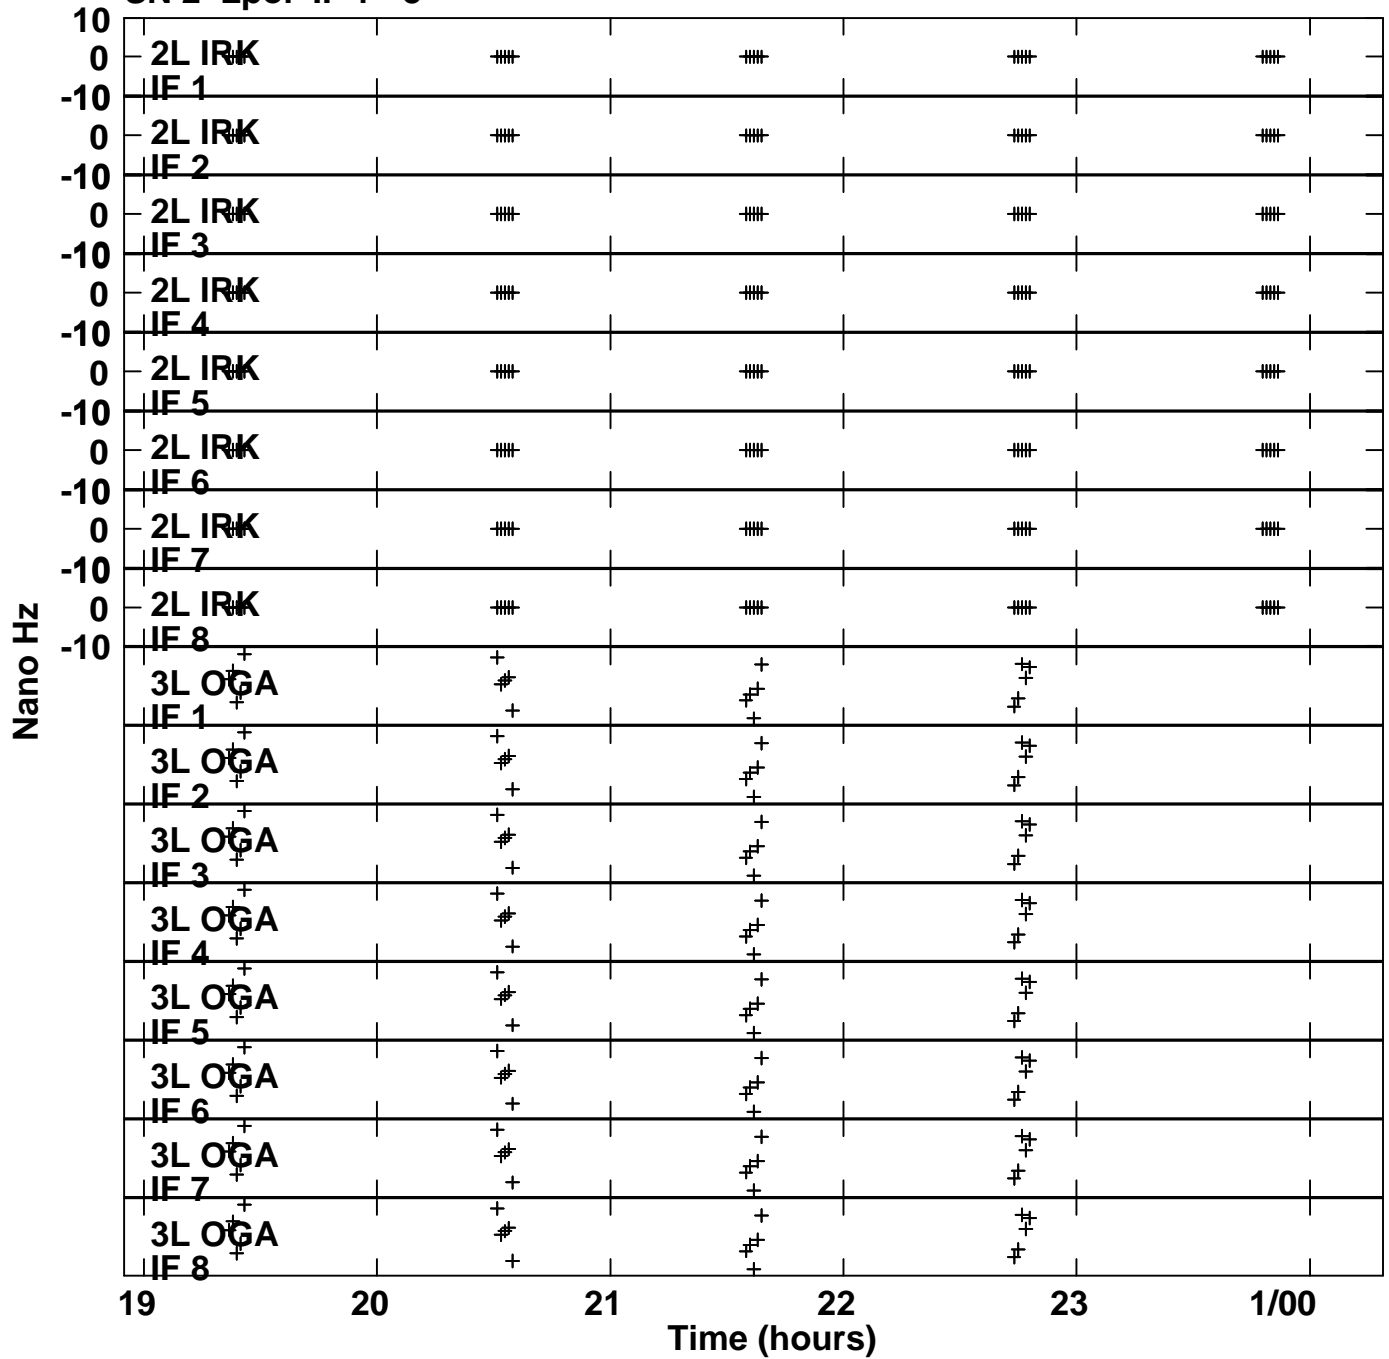 10
0 2L IRK
-10 IF 1
0 2L IRK
-10 IF 2
0 2L IRK
-10 IF 3
0 2L IRK
-10 IF 4
0 2L IRK
-10 IF 5
0 2L IRK
-10 IF 6
0 2L IRK
-10 IF 7
0 2L IRK
-10 IF 8
Nano Hz
3L OGA
IF 1
3L OGA
IF 2
3L OGA
IF 3
3L OGA
IF 4
3L OGA
IF 5
3L OGA
IF 6
3L OGA
IF 7
3L OGA
IF 8
19 20 21 22 23 1/00
Time (hours)